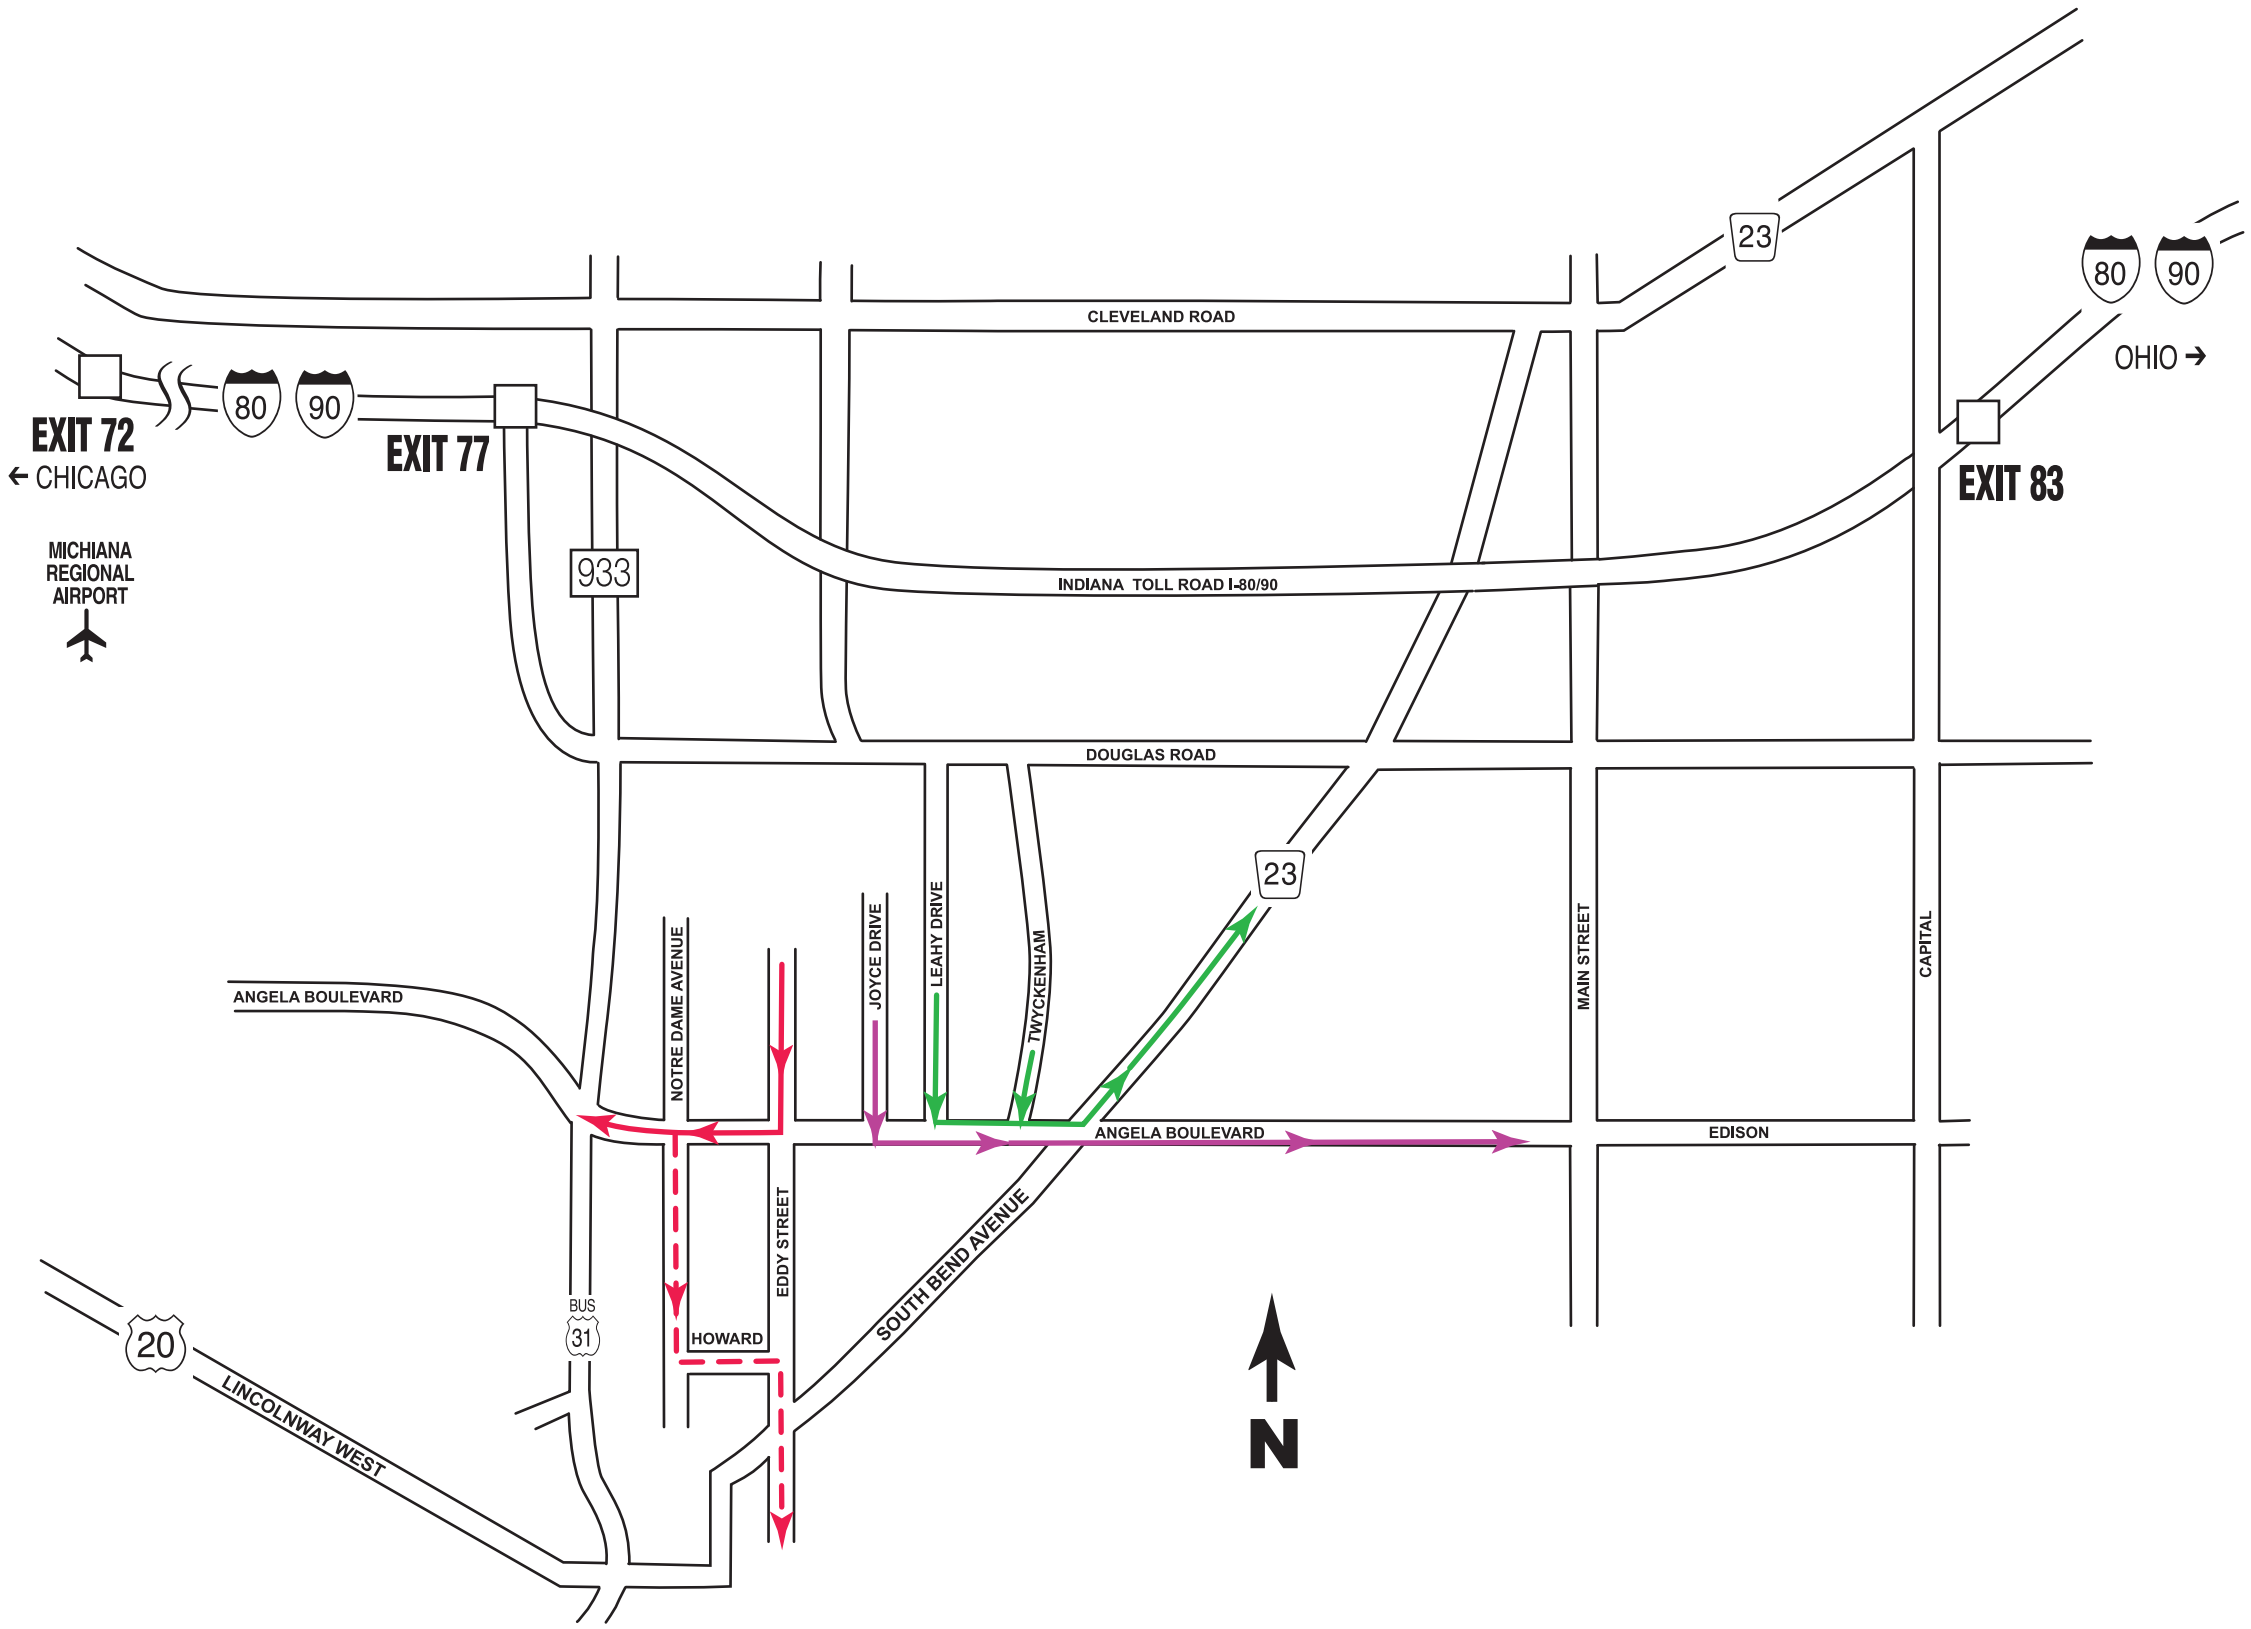 23
80
90
CLEVELAND ROAD
OHIO →
80
90
EXIT 72
← CHICAGO
EXIT 77
EXIT 83
MICHIANA
REGIONAL
AIRPORT
933
INDIANA TOLL ROAD I-80/90
DOUGLAS ROAD
23
NOTRE DAME AVENUE
JOYCE DRIVE
LEAHY DRIVE
TWYCKENHAM
MAIN STREET
CAPITAL
ANGELA BOULEVARD
ANGELA BOULEVARD
EDISON
EDDY STREET
SOUTH BEND AVENUE
BUS
31
HOWARD
20
LINCOLNWAY WEST
N